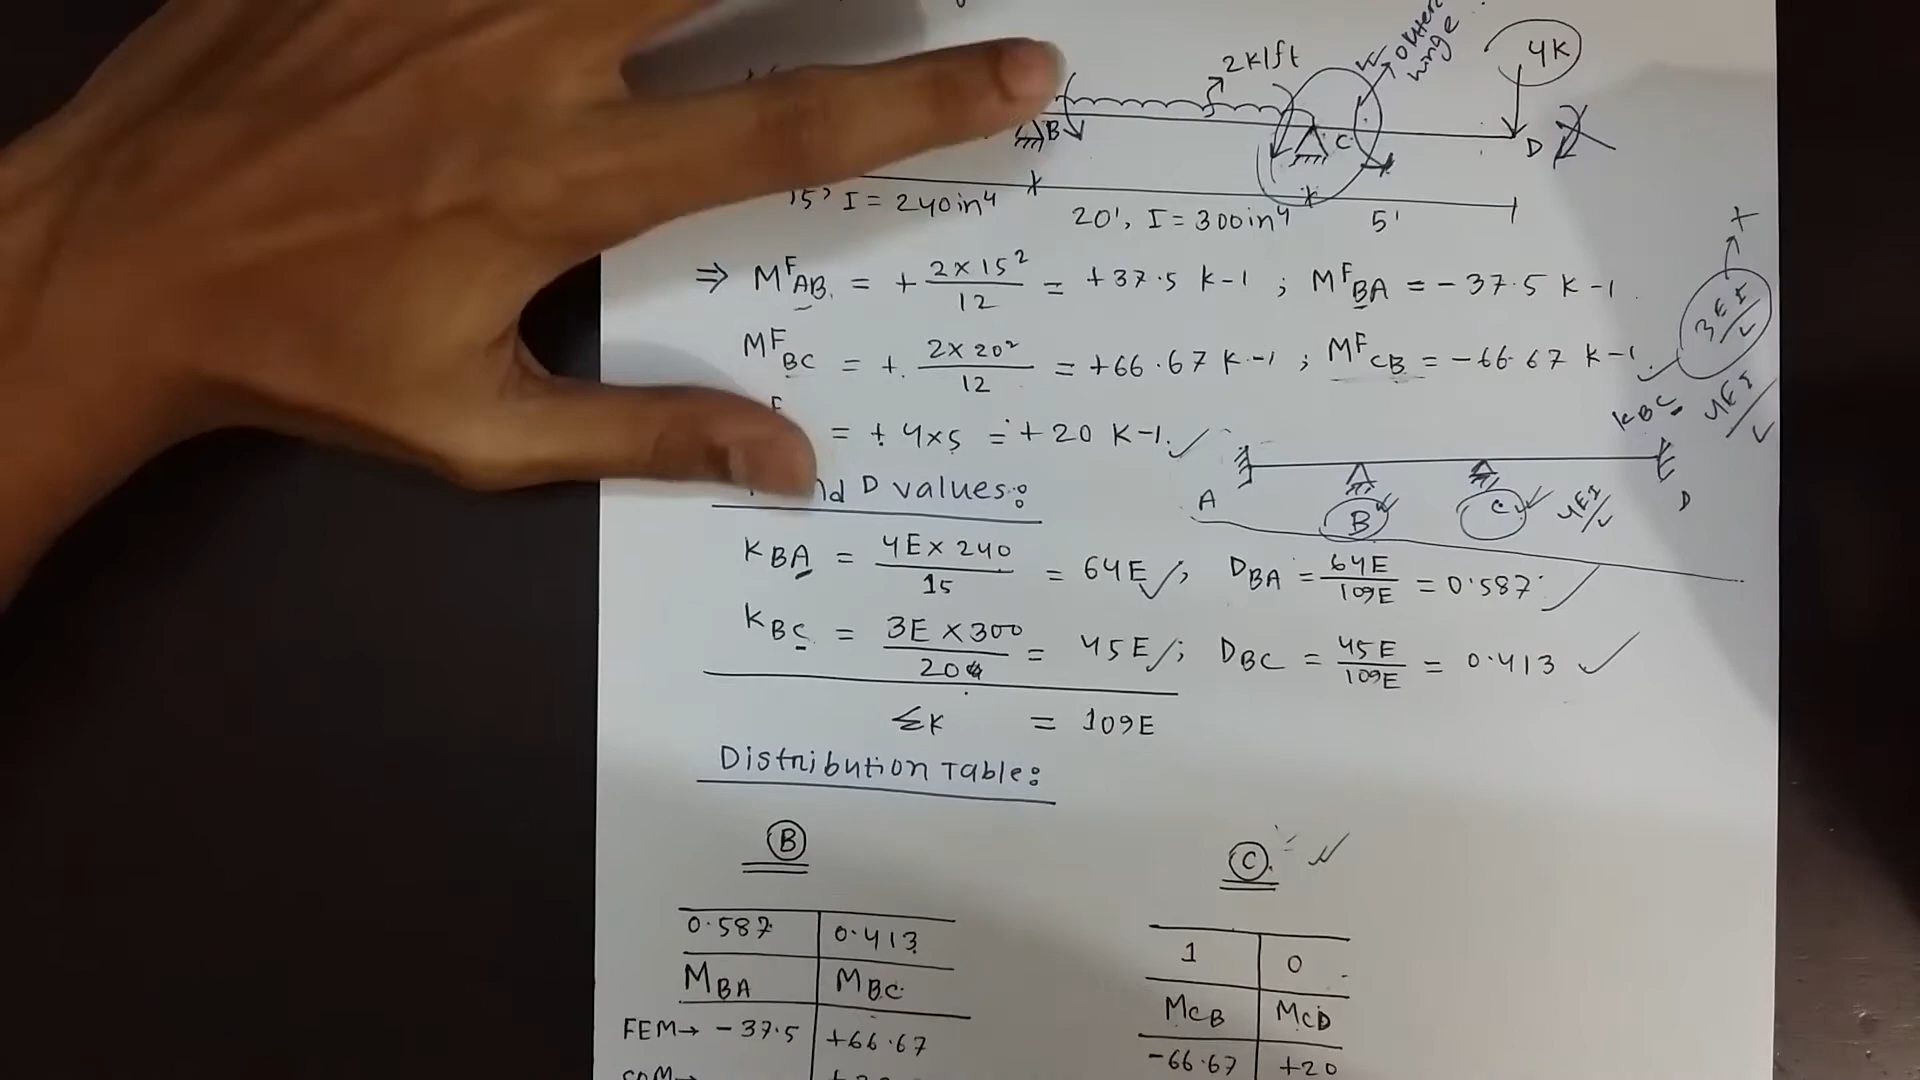 2k/ft
outer hinge
4K
B
C
D
15' I = 240in⁴
20', I = 300in⁴
5'
⇒ MFAB = + 2×15²/12 = +37.5 K-1 ; MFBA = -37.5 K-1
MFBC = + 2×20²/12 = +66.67 K-1 ; MFCB = -66.67 K-1
F = + 4×5 = +20 K-1
+
3EI/L
KBC 4EI/L
A
B
C
4EI/L
D
nd D values:
KBA = 4E×240/15 = 64E ; DBA = 64E/109E = 0.587
KBC = 3E×300/20 = 45E ; DBC = 45E/109E = 0.413
ΣK = 109E
Distribution Table:
B
C
0.587 0.413
1 0
MBA MBC
MCB MCD
FEM→ -37.5 +66.67
-66.67 +20
COM→